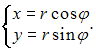 {x = r cosφ
y = r sinφ.